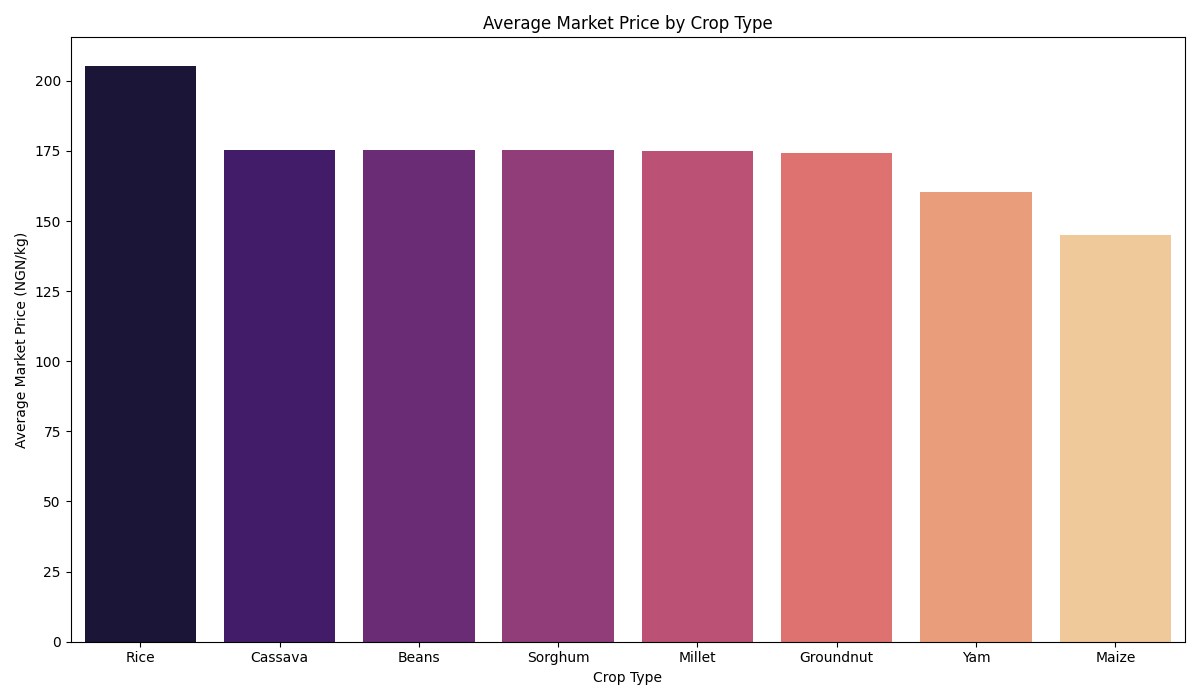 Average Market Price by Crop Type
Average Market Price (NGN/kg)
200
175
150
125
100
75
50
25
0
Rice Cassava Beans Sorghum Millet Groundnut Yam Maize
Crop Type